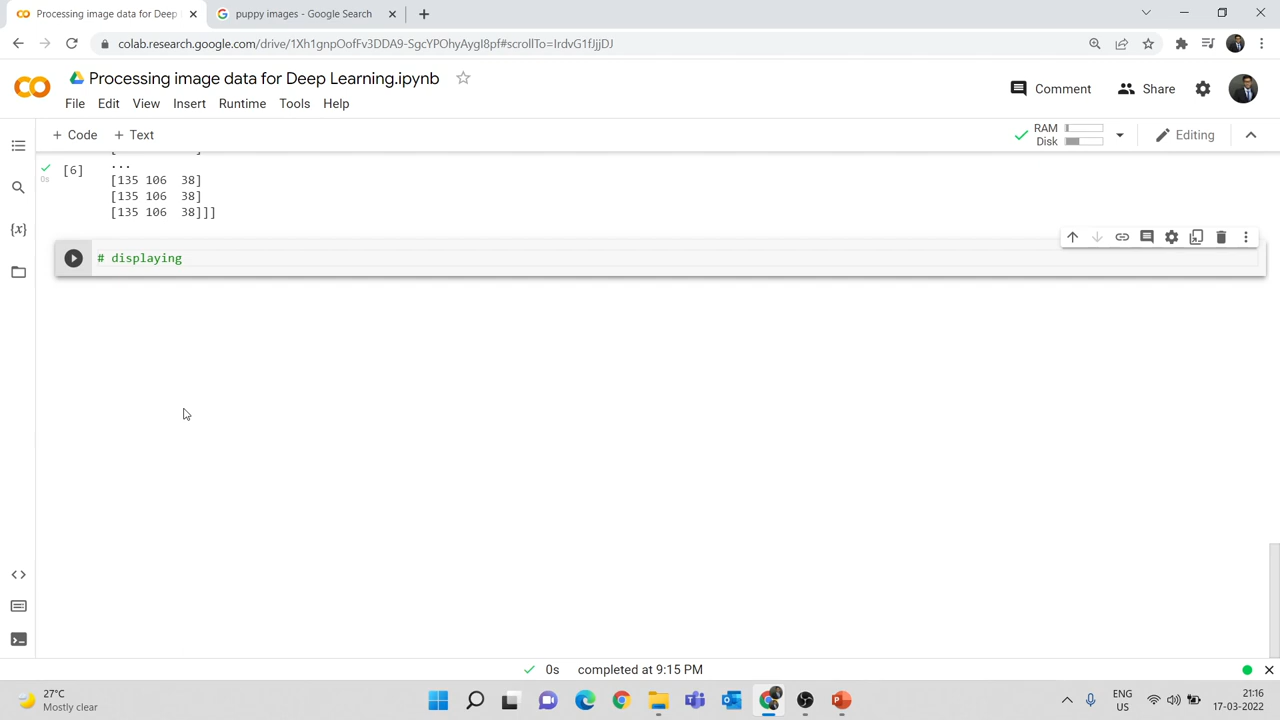 Processing image data for Deep
puppy images - Google Search
colab.research.google.com/drive/1Xh1gnpOofFv3DDA9-SgcYPOhyAygI8pf#scrollTo=IrdvG1fJjjDJ
Processing image data for Deep Learning.ipynb
Comment
Share
File Edit View Insert Runtime Tools Help
+ Code + Text
RAM
Disk
Editing
...
[6]
0s
[135 106 38]
[135 106 38]
[135 106 38]]]
# displaying
{x}
0s completed at 9:15 PM
27°C
Mostly clear
ENG
US
21:16
17-03-2022